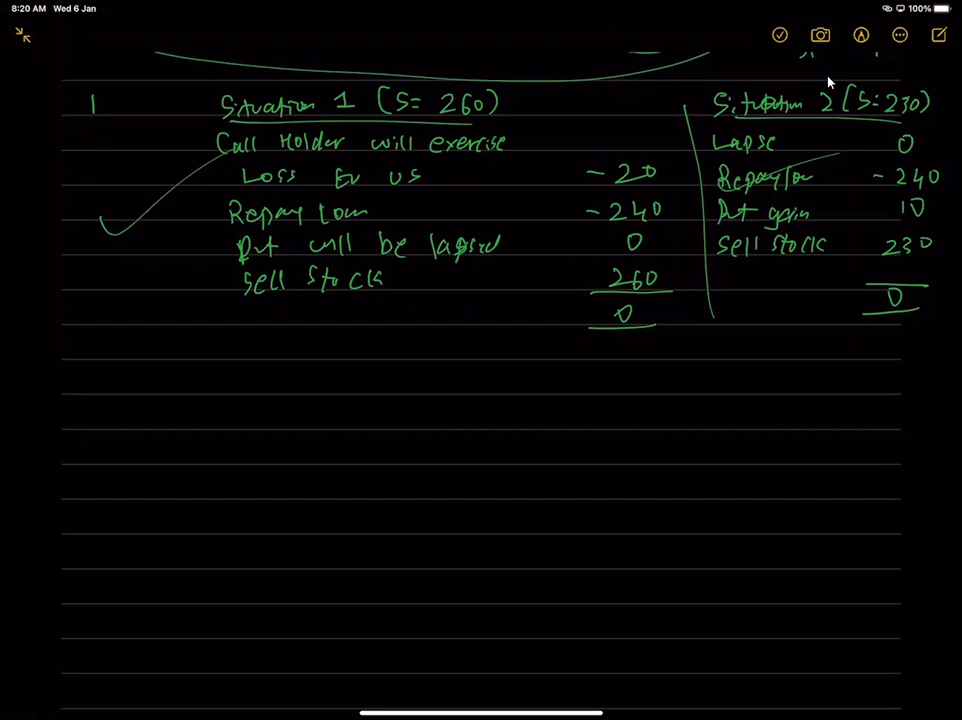 8:20 AM Wed 6 Jan
100%
1 Situation 1 (S= 260)
Call Holder will exercise
Loss to us -20
Repay loan -240
Put will be lapsed 0
Sell Stock 260
0
Situation 2 (S=230)
Lapse 0
Repay loan -240
Put gain 10
Sell Stock 230
0